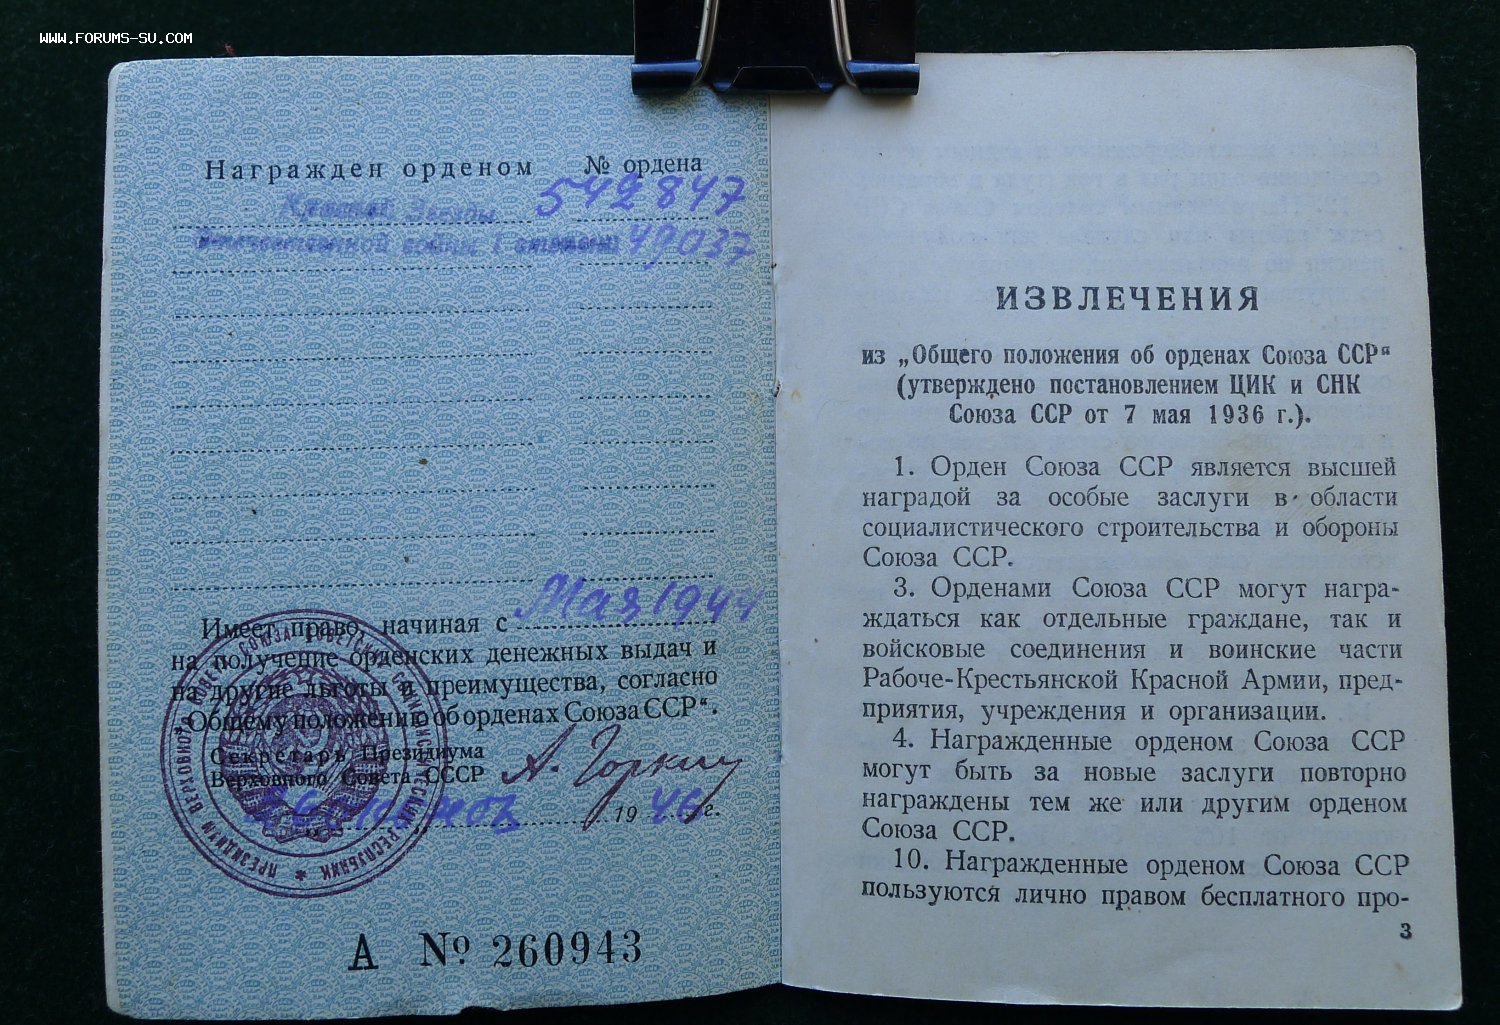 WWW.FORUMS-SU.COM
Награжден орденом № ордена
Красной Звезды 542847
Отечественной войны I степени 49037
Имеет право, начиная с Мая 1944
на получение орденских денежных выдач и
на другие льготы и преимущества, согласно
„Общему положению об орденах Союза ССР“.
Секретарь Президиума
Верховного Совета СССР А. Горкин
19 46 г.
А № 260943
ИЗВЛЕЧЕНИЯ
из „Общего положения об орденах Союза ССР“
(утверждено постановлением ЦИК и СНК
Союза ССР от 7 мая 1936 г.).
1. Орден Союза ССР является высшей
наградой за особые заслуги в области
социалистического строительства и обороны
Союза ССР.
3. Орденами Союза ССР могут награ-
ждаться как отдельные граждане, так и
войсковые соединения и воинские части
Рабоче-Крестьянской Красной Армии, пред-
приятия, учреждения и организации.
4. Награжденные орденом Союза ССР
могут быть за новые заслуги повторно
награждены тем же или другим орденом
Союза ССР.
10. Награжденные орденом Союза ССР
пользуются лично правом бесплатного про-
3